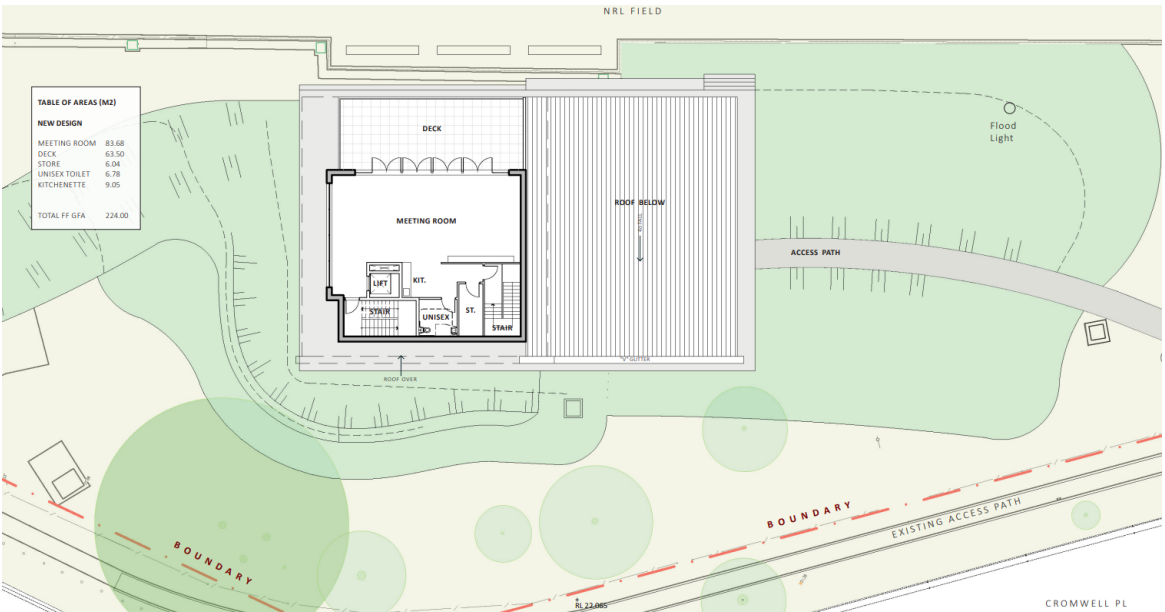 NRL FIELD
TABLE OF AREAS (M2)
NEW DESIGN
MEETING ROOM 83.68
DECK 63.50
STORE 6.04
UNISEX TOILET 6.78
KITCHENETTE 9.05
TOTAL FF GFA 224.00
DECK
Flood
Light
ROOF BELOW
MEETING ROOM
ACCESS PATH
KIT.
LIFT
STAIR
UNISEX
ST.
STAIR
"V" GUTTER
ROOF OVER
BOUNDARY
EXISTING ACCESS PATH
BOUNDARY
RL 22.065
CROMWELL PL